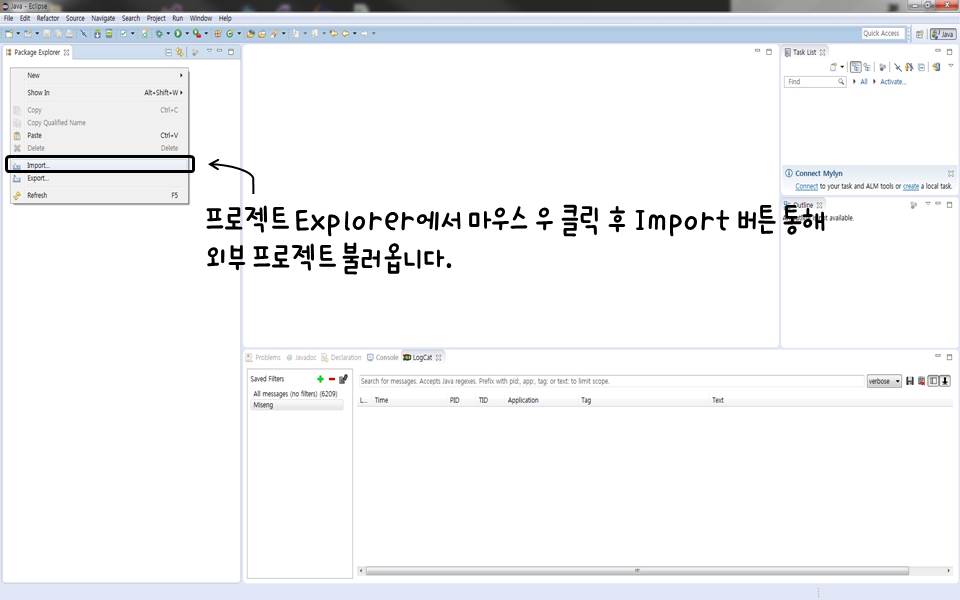 Java - Eclipse
File Edit Refactor Source Navigate Search Project Run Window Help
Quick Access
Java
Package Explorer
New
Show In Alt+Shift+W
Copy Ctrl+C
Copy Qualified Name
Paste Ctrl+V
Delete Delete
Import...
Export...
Refresh F5
프로젝트 Explorer에서 마우스 우 클릭 후 Import 버튼 통해
외부 프로젝트 불러옵니다.
Task List
Find All Activate...
Connect Mylyn
Connect to your task and ALM tools or create a local task.
Outline
available.
Problems Javadoc Declaration Console LogCat
Saved Filters
All messages (no filters) (6209)
Miseng
Search for messages. Accepts Java regexes. Prefix with pid:, app:, tag: or text: to limit scope.
verbose
L... Time PID TID Application Tag Text